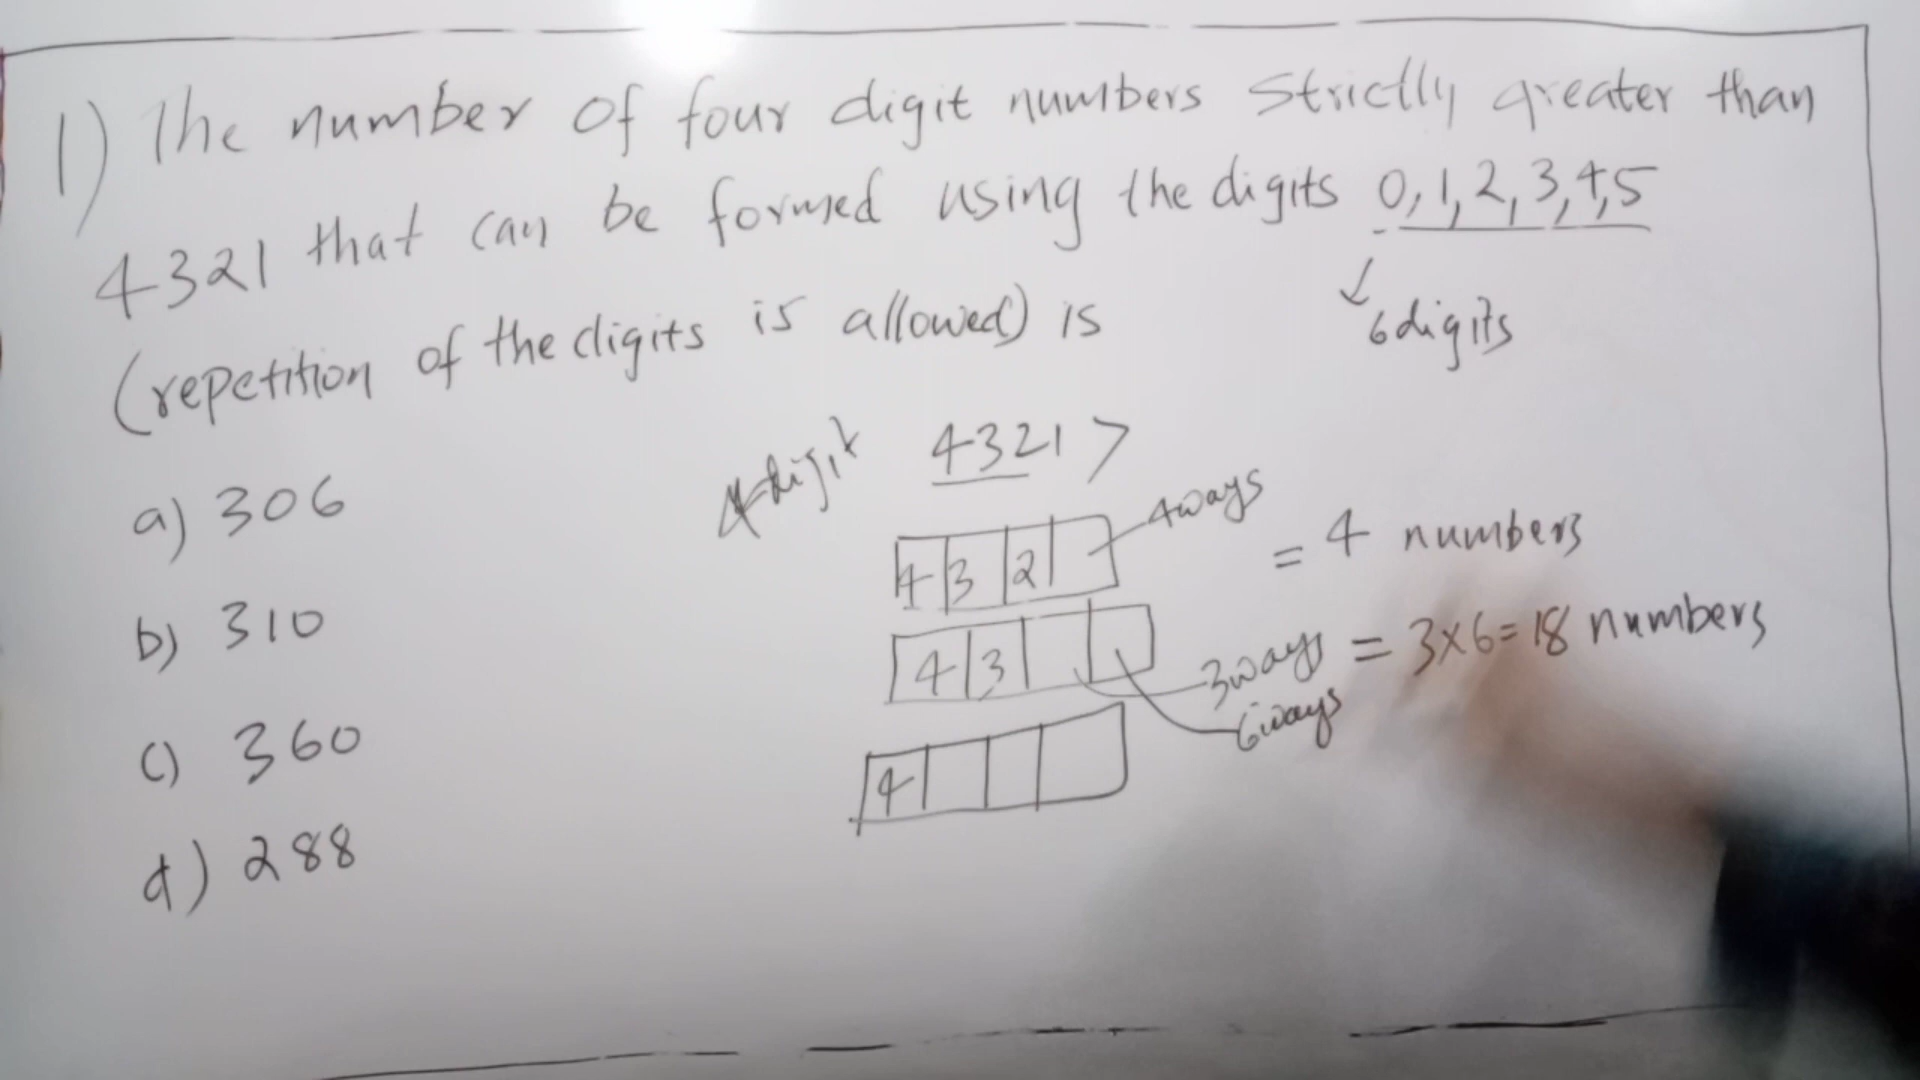 1) The number of four digit numbers strictly greater than
4321 that can be formed using the digits 0,1,2,3,4,5
(repetition of the digits is allowed) is
6 digits
a) 306
b) 310
c) 360
d) 288
4 digit 4321 >
4 3 2 4ways = 4 numbers
4 3 3ways = 3x6=18 numbers
6ways
4